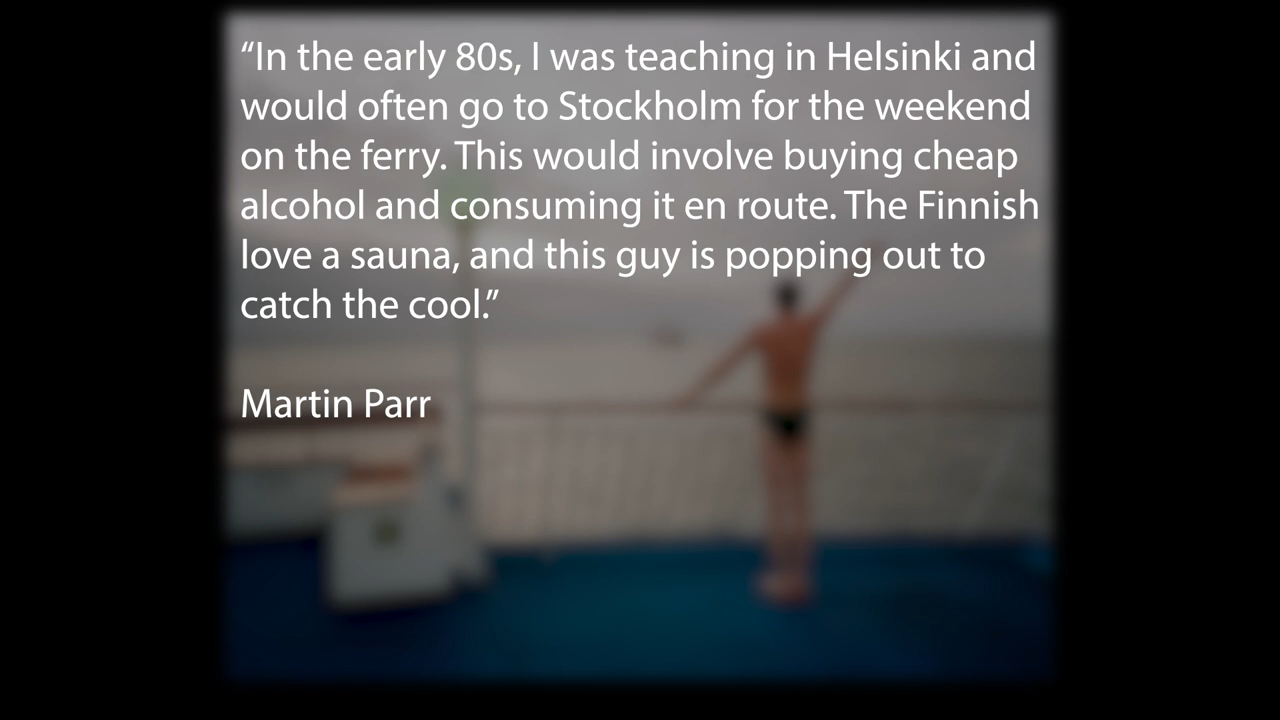 “In the early 80s, I was teaching in Helsinki and
would often go to Stockholm for the weekend
on the ferry. This would involve buying cheap
alcohol and consuming it en route. The Finnish
love a sauna, and this guy is popping out to
catch the cool.”
Martin Parr